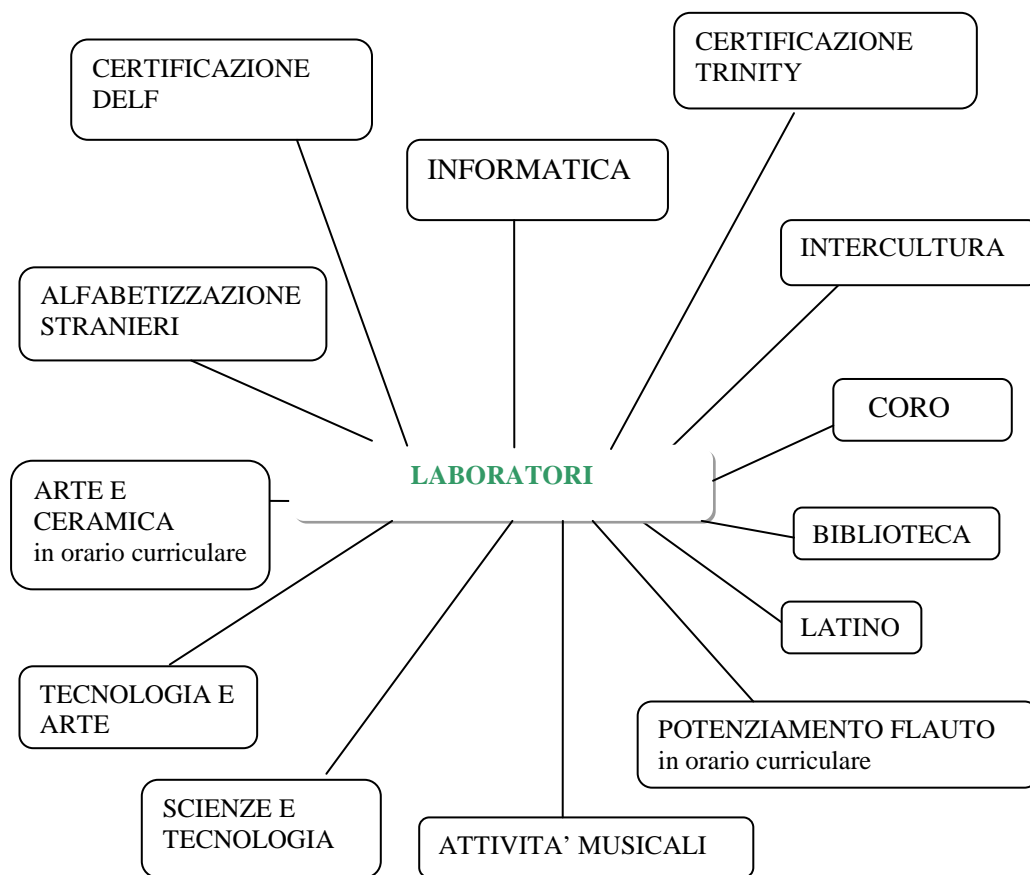 CERTIFICAZIONE
DELF
CERTIFICAZIONE
TRINITY
INFORMATICA
INTERCULTURA
ALFABETIZZAZIONE
STRANIERI
CORO
LABORATORI
ARTE E
CERAMICA
in orario curriculare
BIBLIOTECA
LATINO
TECNOLOGIA E
ARTE
POTENZIAMENTO FLAUTO
in orario curriculare
SCIENZE E
TECNOLOGIA
ATTIVITA’ MUSICALI